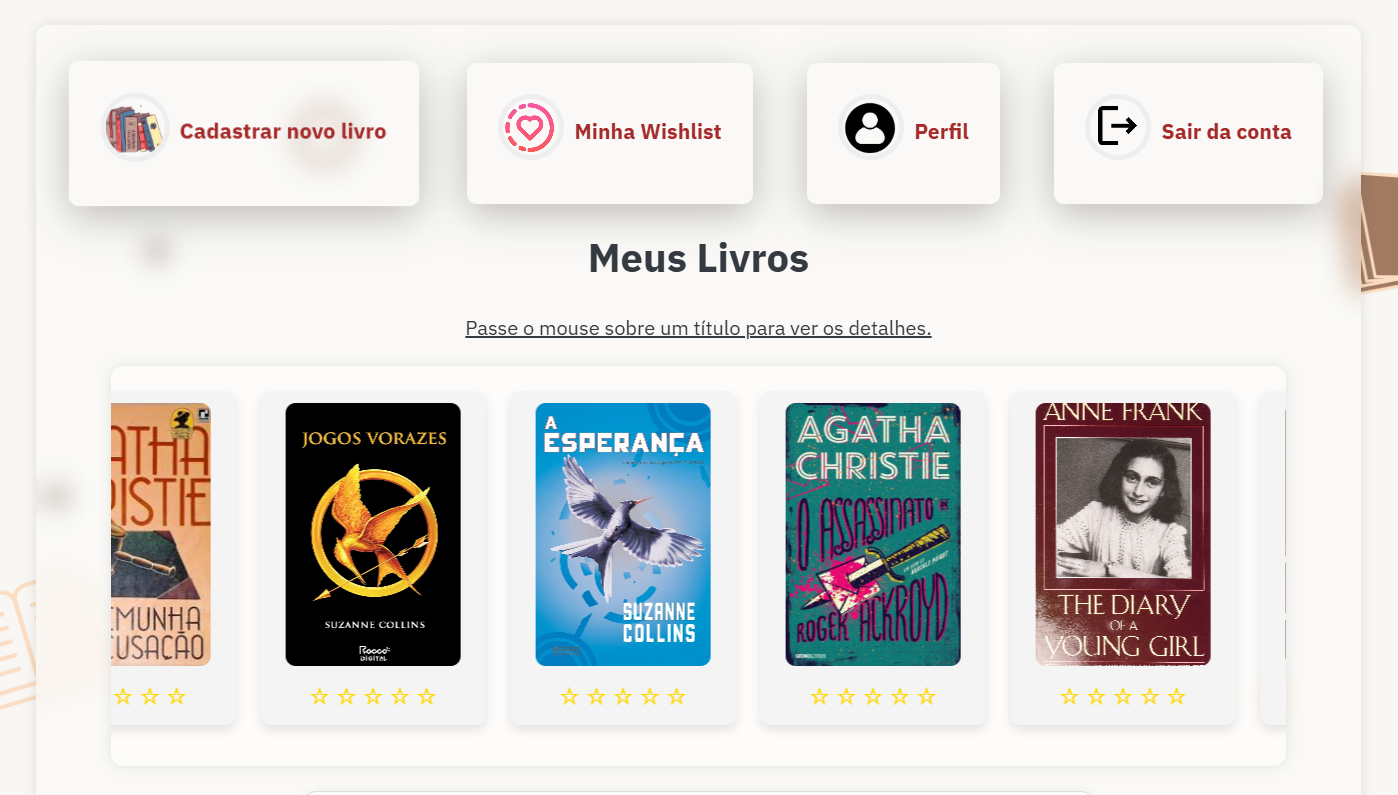 Cadastrar novo livro
Minha Wishlist
Perfil
Sair da conta
Meus Livros
Passe o mouse sobre um título para ver os detalhes.
ATHA
ISTIE
EMUNHA
CUSAÇÃO
JOGOS VORAZES
SUZANNE COLLINS
Rocco
DIGITAL
A
ESPERANÇA
SUZANNE
COLLINS
AGATHA
CHRISTIE
O ASSASSINATO DE
ROGER ACKROYD
ANNE FRANK
THE DIARY
OF A
YOUNG GIRL